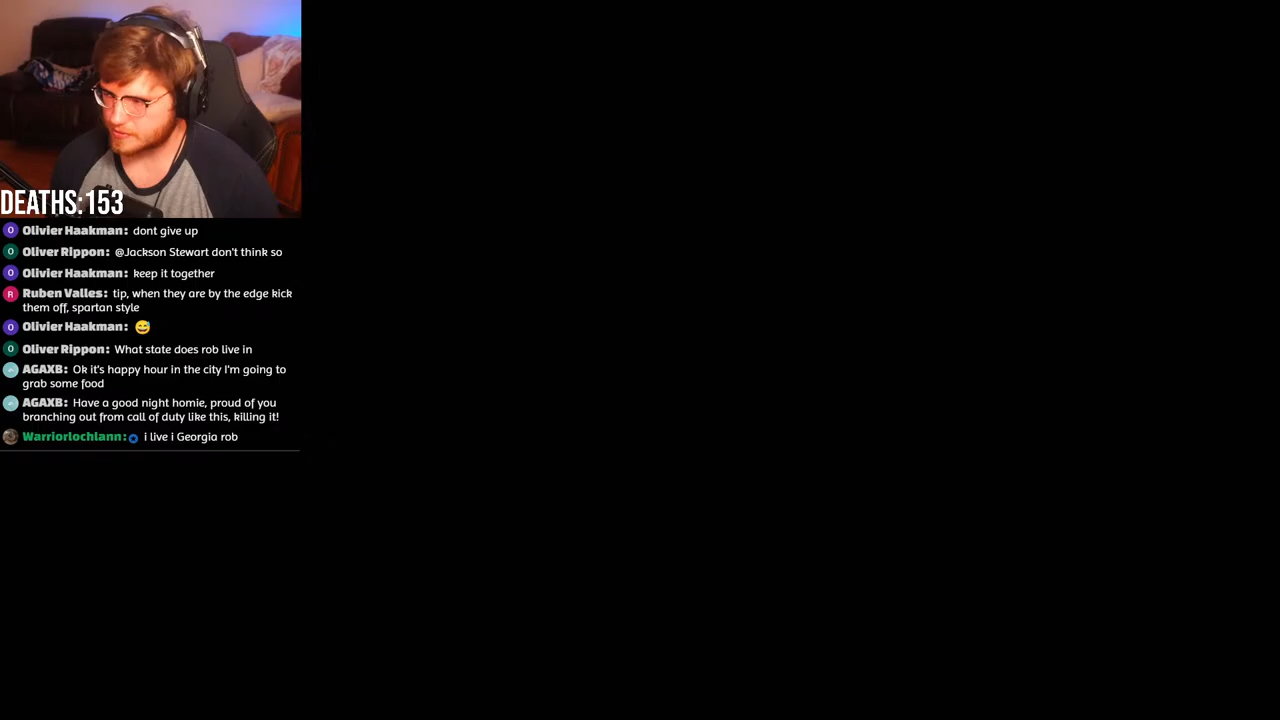 DEATHS:153
O Olivier Haakman: dont give up
O Oliver Rippon: @Jackson Stewart don't think so
O Olivier Haakman: keep it together
R Ruben Valles: tip, when they are by the edge kick
them off, spartan style
O Olivier Haakman: 😅
O Oliver Rippon: What state does rob live in
AGAXB: Ok it's happy hour in the city I'm going to
grab some food
AGAXB: Have a good night homie, proud of you
branching out from call of duty like this, killing it!
Warriorlochlann: i live i Georgia rob